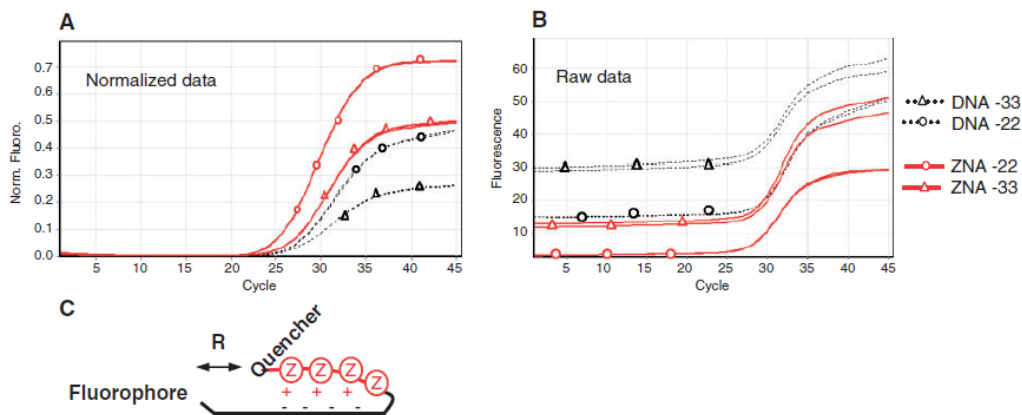 A
Normalized data
Norm. Fluoro.
0.7
0.6
0.5
0.4
0.3
0.2
0.1
0.0
5 10 15 20 25 30 35 40 45
Cycle
B
Raw data
Fluorescence
60
50
40
30
20
10
5 10 15 20 25 30 35 40 45
Cycle
DNA -33
DNA -22
ZNA -22
ZNA -33
C
R
Quencher
Z Z Z Z
+ + +
- - - -
Fluorophore